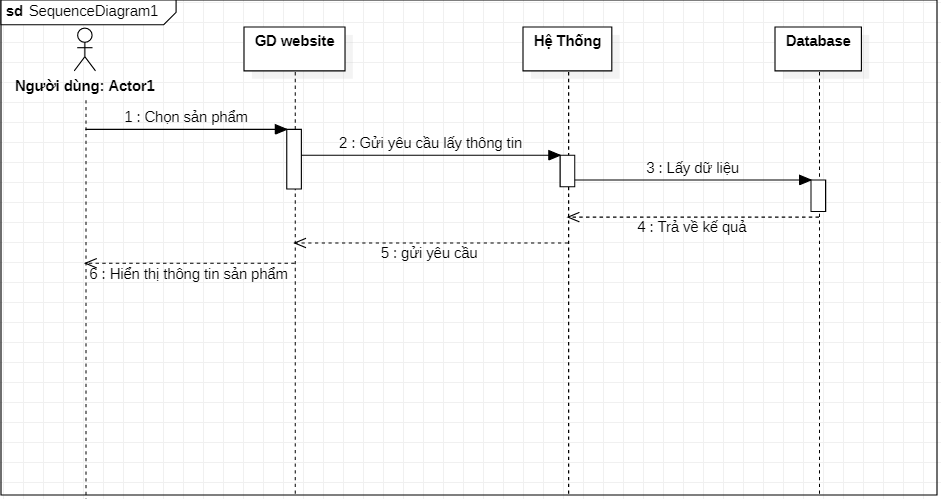 sd SequenceDiagram1
GD website
Hệ Thống
Database
Người dùng: Actor1
1 : Chọn sản phẩm
2 : Gửi yêu cầu lấy thông tin
3 : Lấy dữ liệu
4 : Trả về kế quả
5 : gửi yêu cầu
6 : Hiển thị thông tin sản phẩm